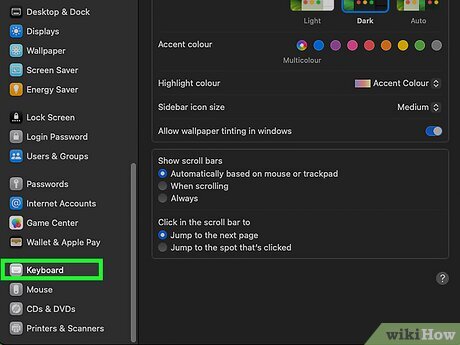 Desktop & Dock
Displays
Wallpaper
Screen Saver
Energy Saver
Lock Screen
Login Password
Users & Groups
Passwords
Internet Accounts
Game Center
Wallet & Apple Pay
Keyboard
Mouse
CDs & DVDs
Printers & Scanners
Light Dark Auto
Accent colour
Multicolour
Highlight colour Accent Colour
Sidebar icon size Medium
Allow wallpaper tinting in windows
Show scroll bars
Automatically based on mouse or trackpad
When scrolling
Always
Click in the scroll bar to
Jump to the next page
Jump to the spot that's clicked
?
wikiHow